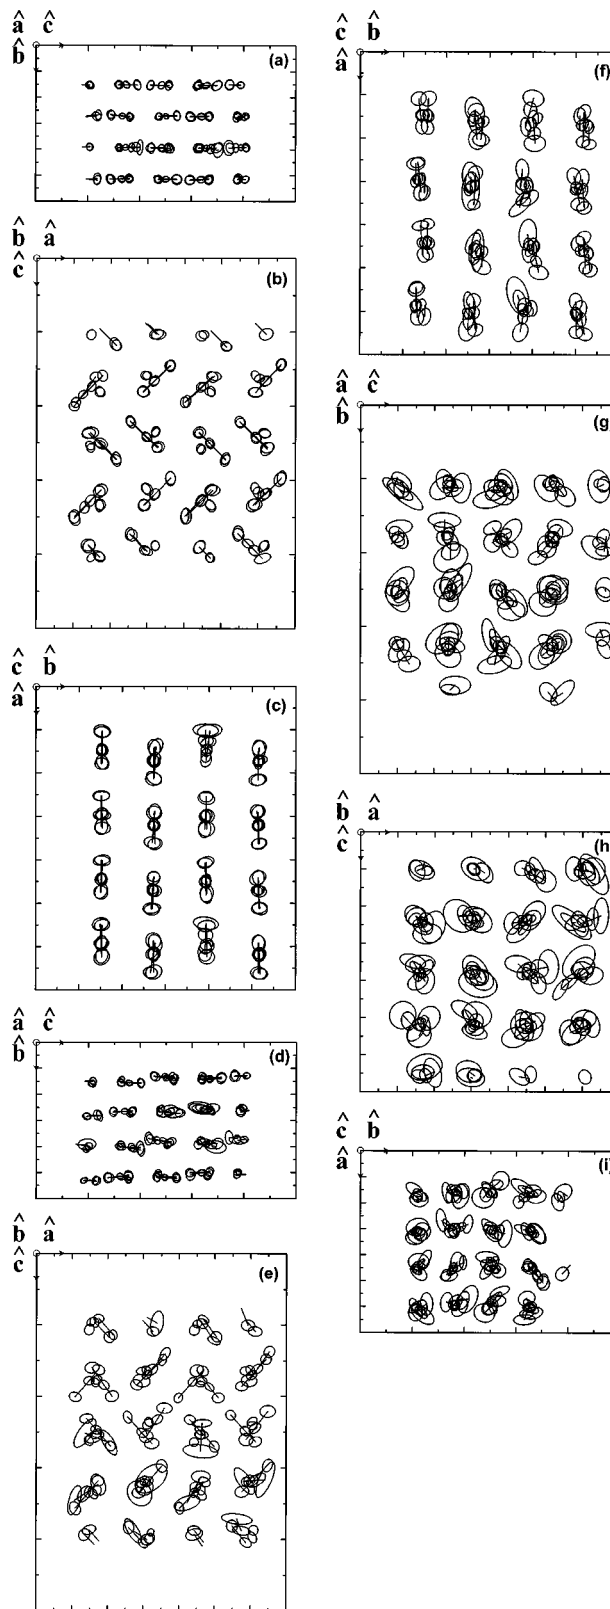 â ĉ
b̂
(a)
b̂ â
ĉ
(b)
ĉ b̂
â
(c)
â ĉ
b̂
(d)
b̂ â
ĉ
(e)
ĉ b̂
â
(f)
â ĉ
b̂
(g)
b̂ â
ĉ
(h)
ĉ b̂
â
(i)